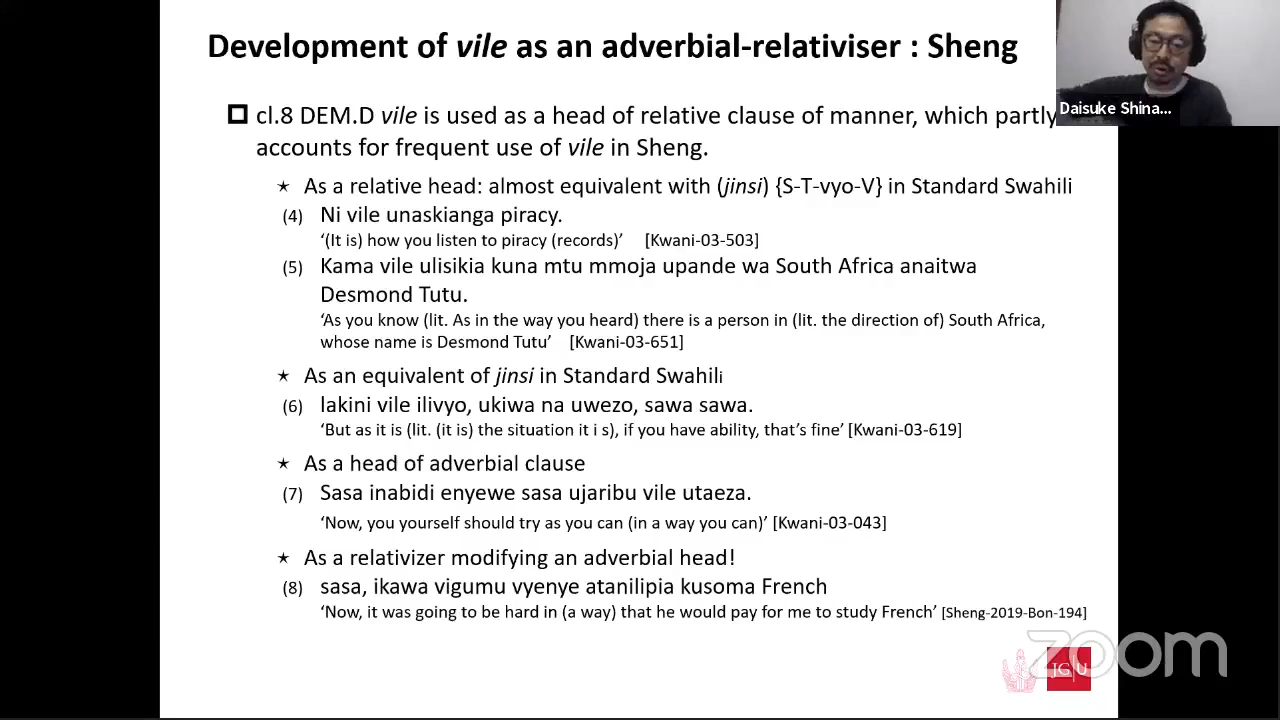 Development of vile as an adverbial-relativiser : Sheng
Daisuke Shina...
cl.8 DEM.D vile is used as a head of relative clause of manner, which partly
accounts for frequent use of vile in Sheng.
⋆ As a relative head: almost equivalent with (jinsi) {S-T-vyo-V} in Standard Swahili
(4) Ni vile unaskianga piracy.
‘(It is) how you listen to piracy (records)’ [Kwani-03-503]
(5) Kama vile ulisikia kuna mtu mmoja upande wa South Africa anaitwa
Desmond Tutu.
‘As you know (lit. As in the way you heard) there is a person in (lit. the direction of) South Africa,
whose name is Desmond Tutu’ [Kwani-03-651]
⋆ As an equivalent of jinsi in Standard Swahili
(6) lakini vile ilivyo, ukiwa na uwezo, sawa sawa.
‘But as it is (lit. (it is) the situation it i s), if you have ability, that’s fine’ [Kwani-03-619]
⋆ As a head of adverbial clause
(7) Sasa inabidi enyewe sasa ujaribu vile utaeza.
‘Now, you yourself should try as you can (in a way you can)’ [Kwani-03-043]
⋆ As a relativizer modifying an adverbial head!
(8) sasa, ikawa vigumu vyenye atanilipia kusoma French
‘Now, it was going to be hard in (a way) that he would pay for me to study French’ [Sheng-2019-Bon-194]
zoom
JG|U